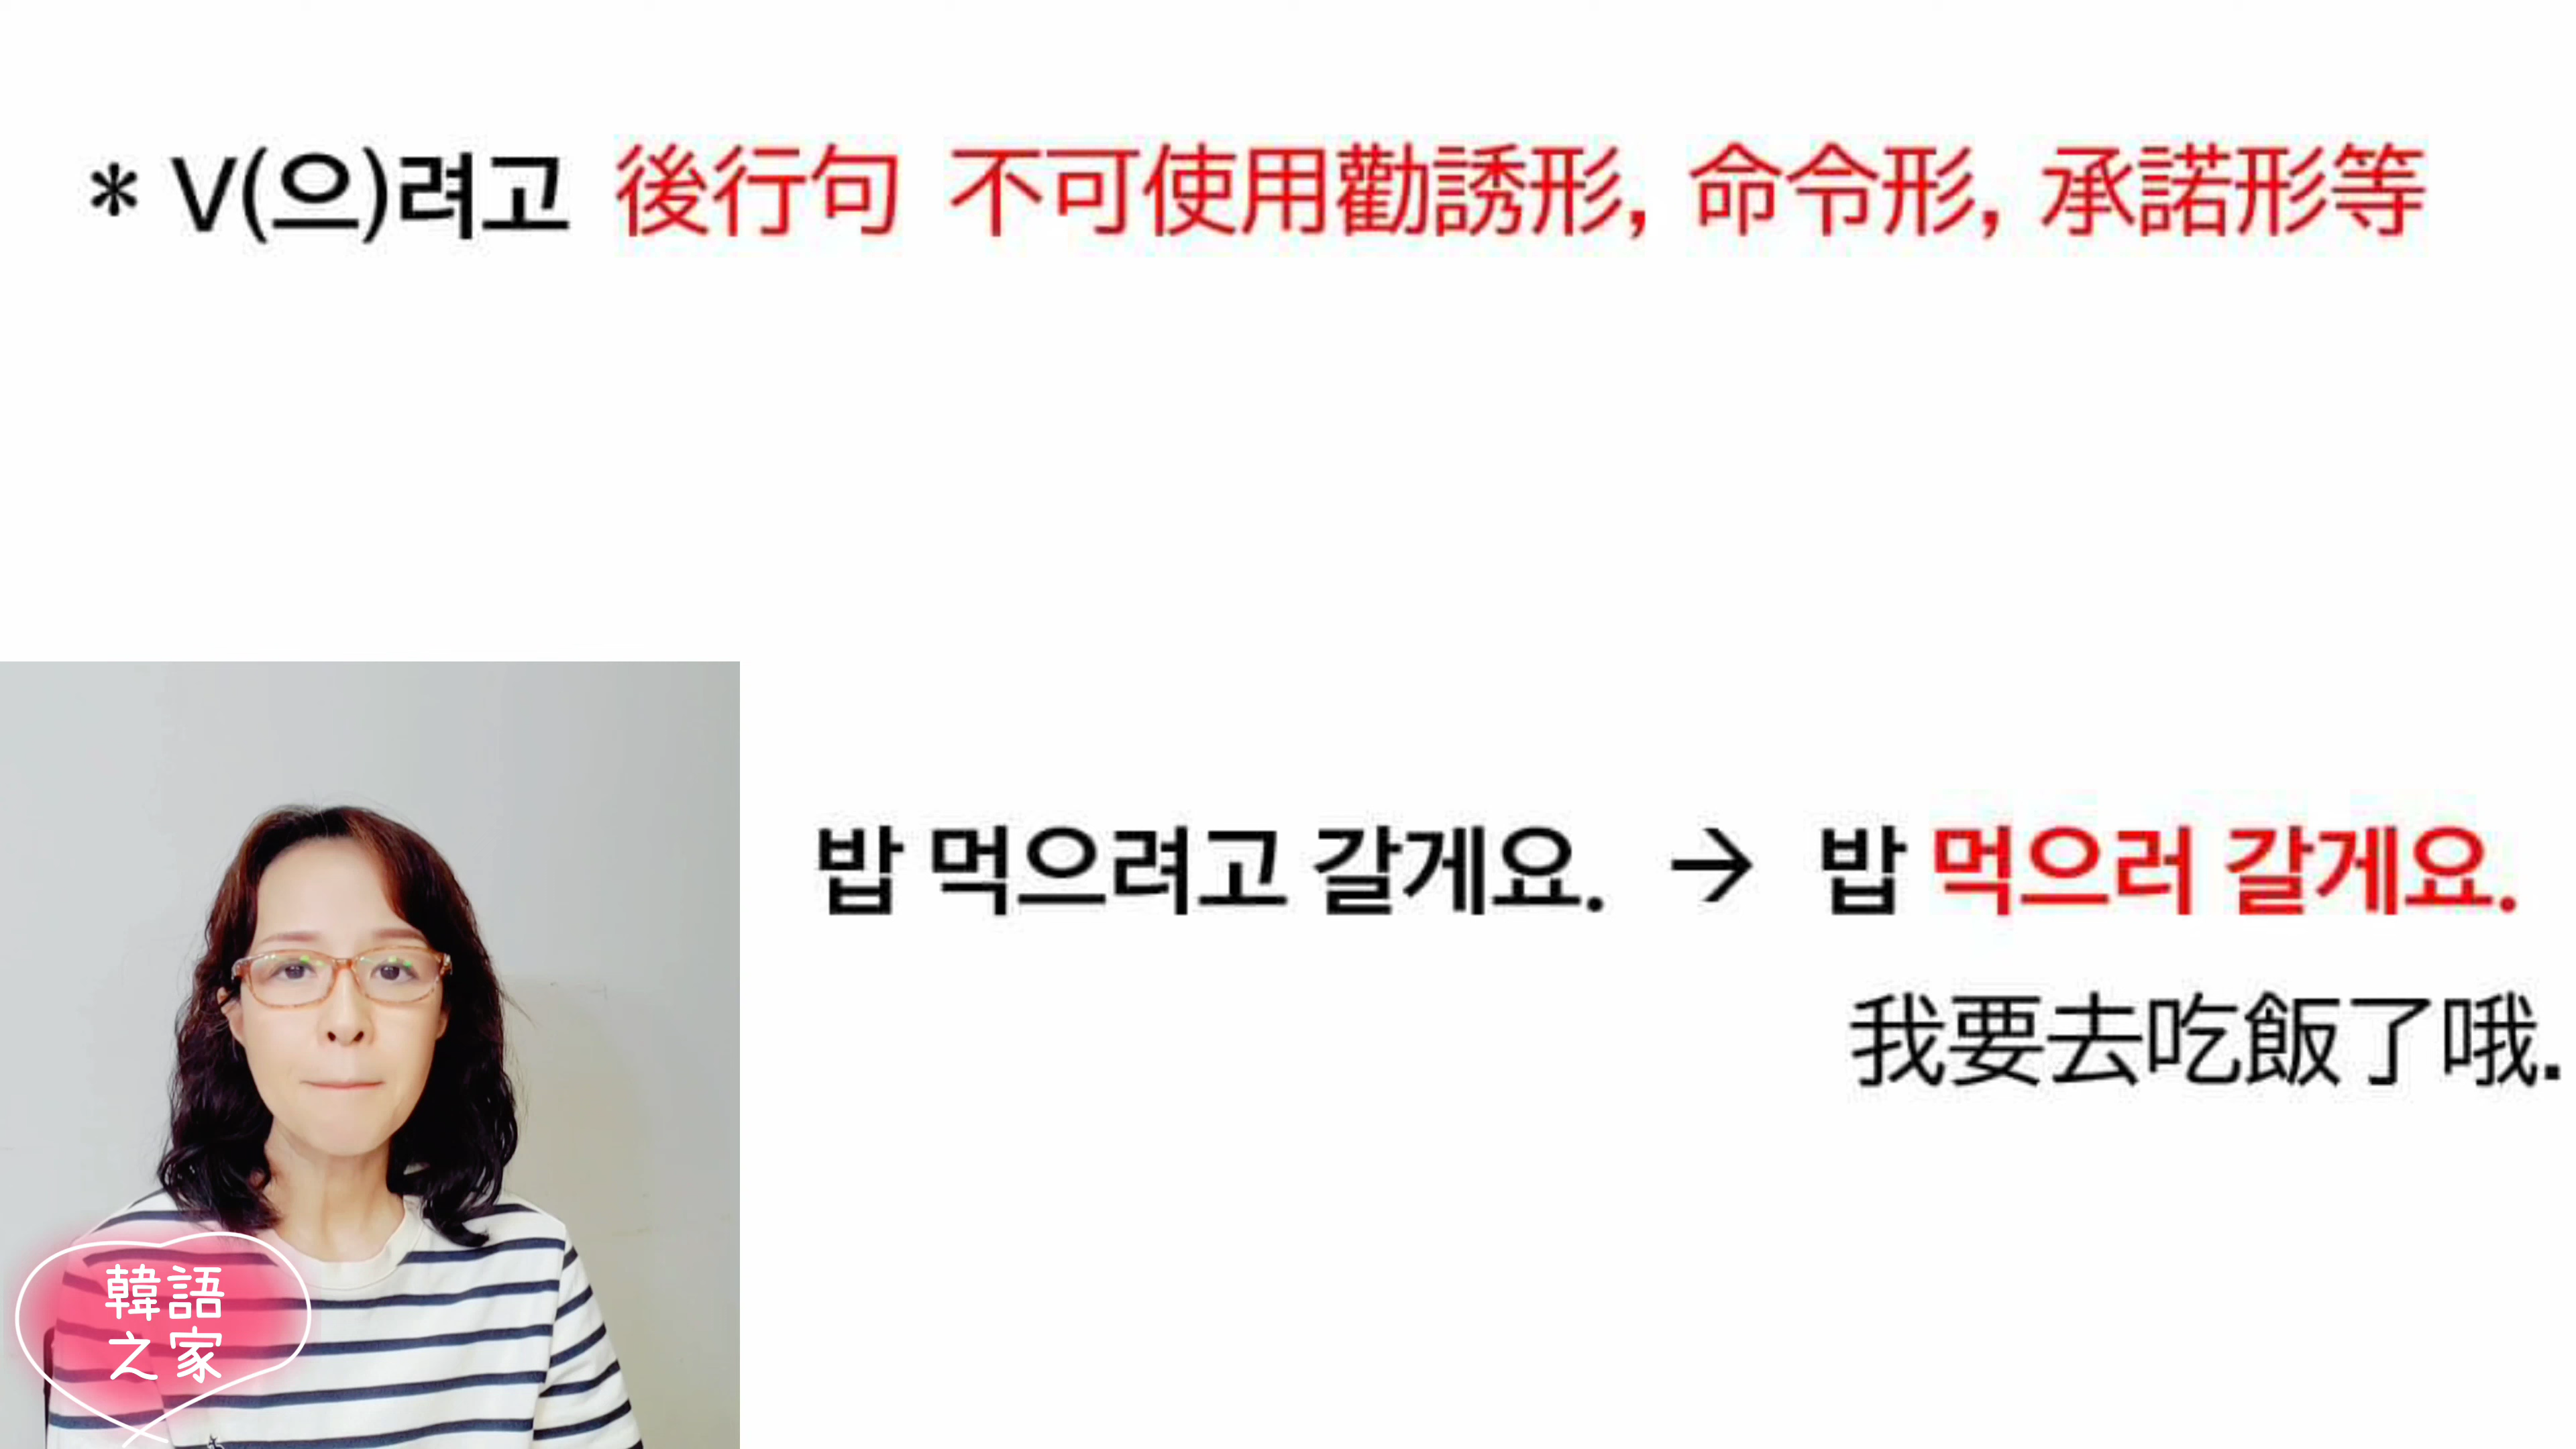 * V(으)려고 後行句 不可使用勸誘形, 命令形, 承諾形等
밥 먹으려고 갈게요. → 밥 먹으러 갈게요.
我要去吃飯了哦.
韓語
之家